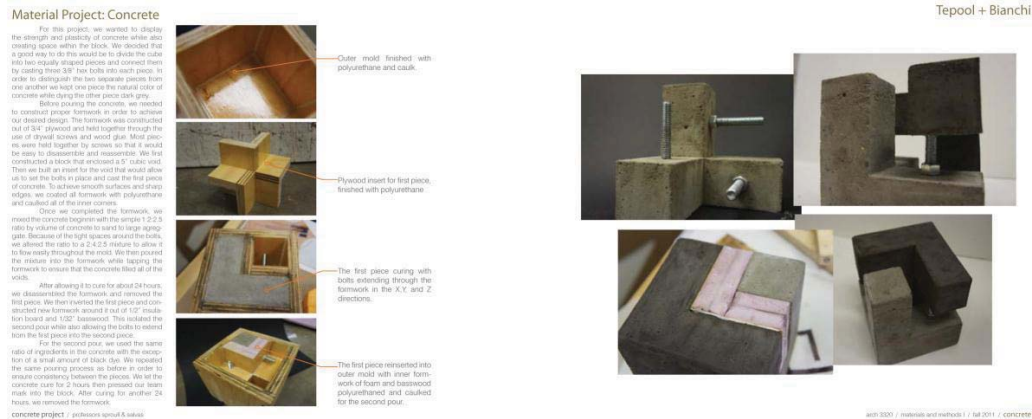 Material Project: Concrete
For this project, we wanted to display
the strength and plasticity of concrete while also
creating space within the block. We decided that
a good way to do this would be to divide the cube
into two equally shaped pieces and connect them
by casting three 3/8" hex bolts into each piece. In
order to distinguish the two separate pieces from
one another we kept one piece the natural color of
concrete while dying the other piece dark grey.
Before pouring the concrete, we needed
to construct proper formwork in order to achieve
our desired design. The formwork was constructed
out of 3/4" plywood and held together through the
use of drywall screws and wood glue. Most piec-
es were held together by screws so that it would
be easy to disassemble and reassemble. We first
constructed a block that enclosed a 5" cubic void.
Then we built an insert for the void that would allow
us to set the bolts in place and cast the first piece
of concrete. To achieve smooth surfaces and sharp
edges, we coated all formwork with polyurethane
and caulked all of the inner corners.
Once we completed the formwork, we
mixed the concrete beginnin with the simple 1:2:2.5
ratio by volume of concrete to sand to large agreg-
gate. Because of the tight spaces around the bolts,
we altered the ratio to a 2:4:2.5 mixture to allow it
to flow easily throughout the mold. We then poured
the mixture into the formwork while tapping the
formwork to ensure that the concrete filled all of the
voids.
After allowing it to cure for about 24 hours,
we disassembled the formwork and removed the
first piece. We then inverted the first piece and con-
structed new formwork around it out of 1/2" insula-
tion board and 1/32" basswood. This isolated the
second pour while also allowing the bolts to extend
from the first piece into the second piece.
For the second pour, we used the same
ratio of ingredients in the concrete with the excep-
tion of a small amount of black dye. We repeated
the same pouring process as before in order to
ensure consistency between the pieces. We let the
concrete cure for 2 hours then pressed our team
mark into the block. After curing for another 24
hours, we removed the formwork.
concrete project / professors sproull & salvas
Outer mold finished with
polyurethane and caulk.
Plywood insert for first piece,
finished with polyurethane
The first piece curing with
bolts extending through the
formwork in the X,Y, and Z
directions.
The first piece reinserted into
outer mold with inner form-
work of foam and basswood
polyurethaned and caulked
for the second pour.
Tepool + Bianchi
arch 3320 / materials and methods I / fall 2011 / concrete